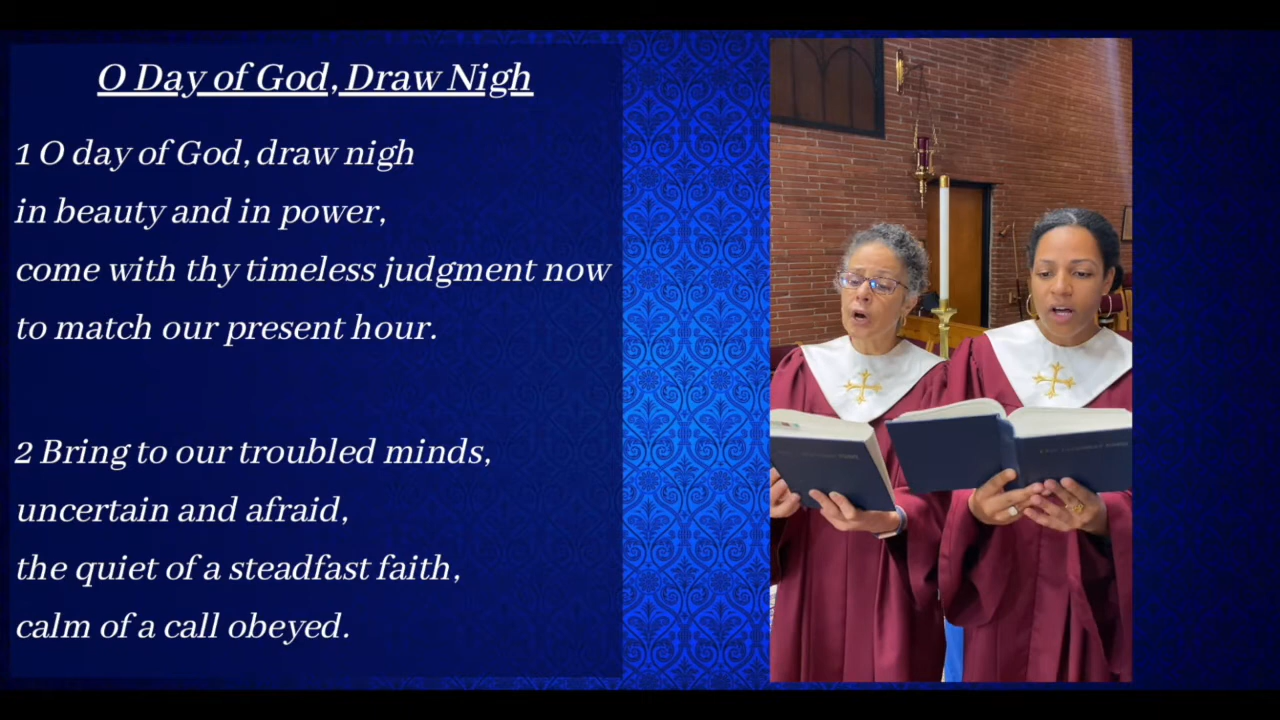 O Day of God, Draw Nigh
1 O day of God, draw nigh
in beauty and in power,
come with thy timeless judgment now
to match our present hour.
2 Bring to our troubled minds,
uncertain and afraid,
the quiet of a steadfast faith,
calm of a call obeyed.